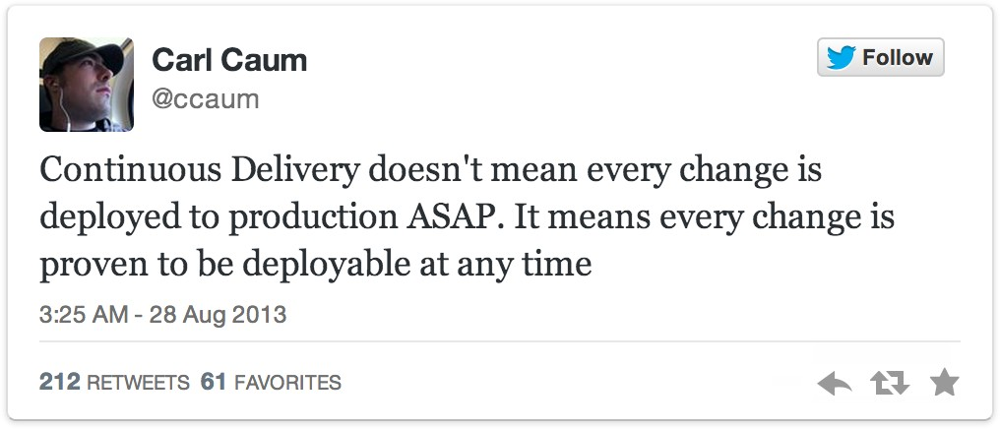 Carl Caum
@ccaum
Follow
Continuous Delivery doesn't mean every change is
deployed to production ASAP. It means every change is
proven to be deployable at any time
3:25 AM - 28 Aug 2013
212 RETWEETS 61 FAVORITES